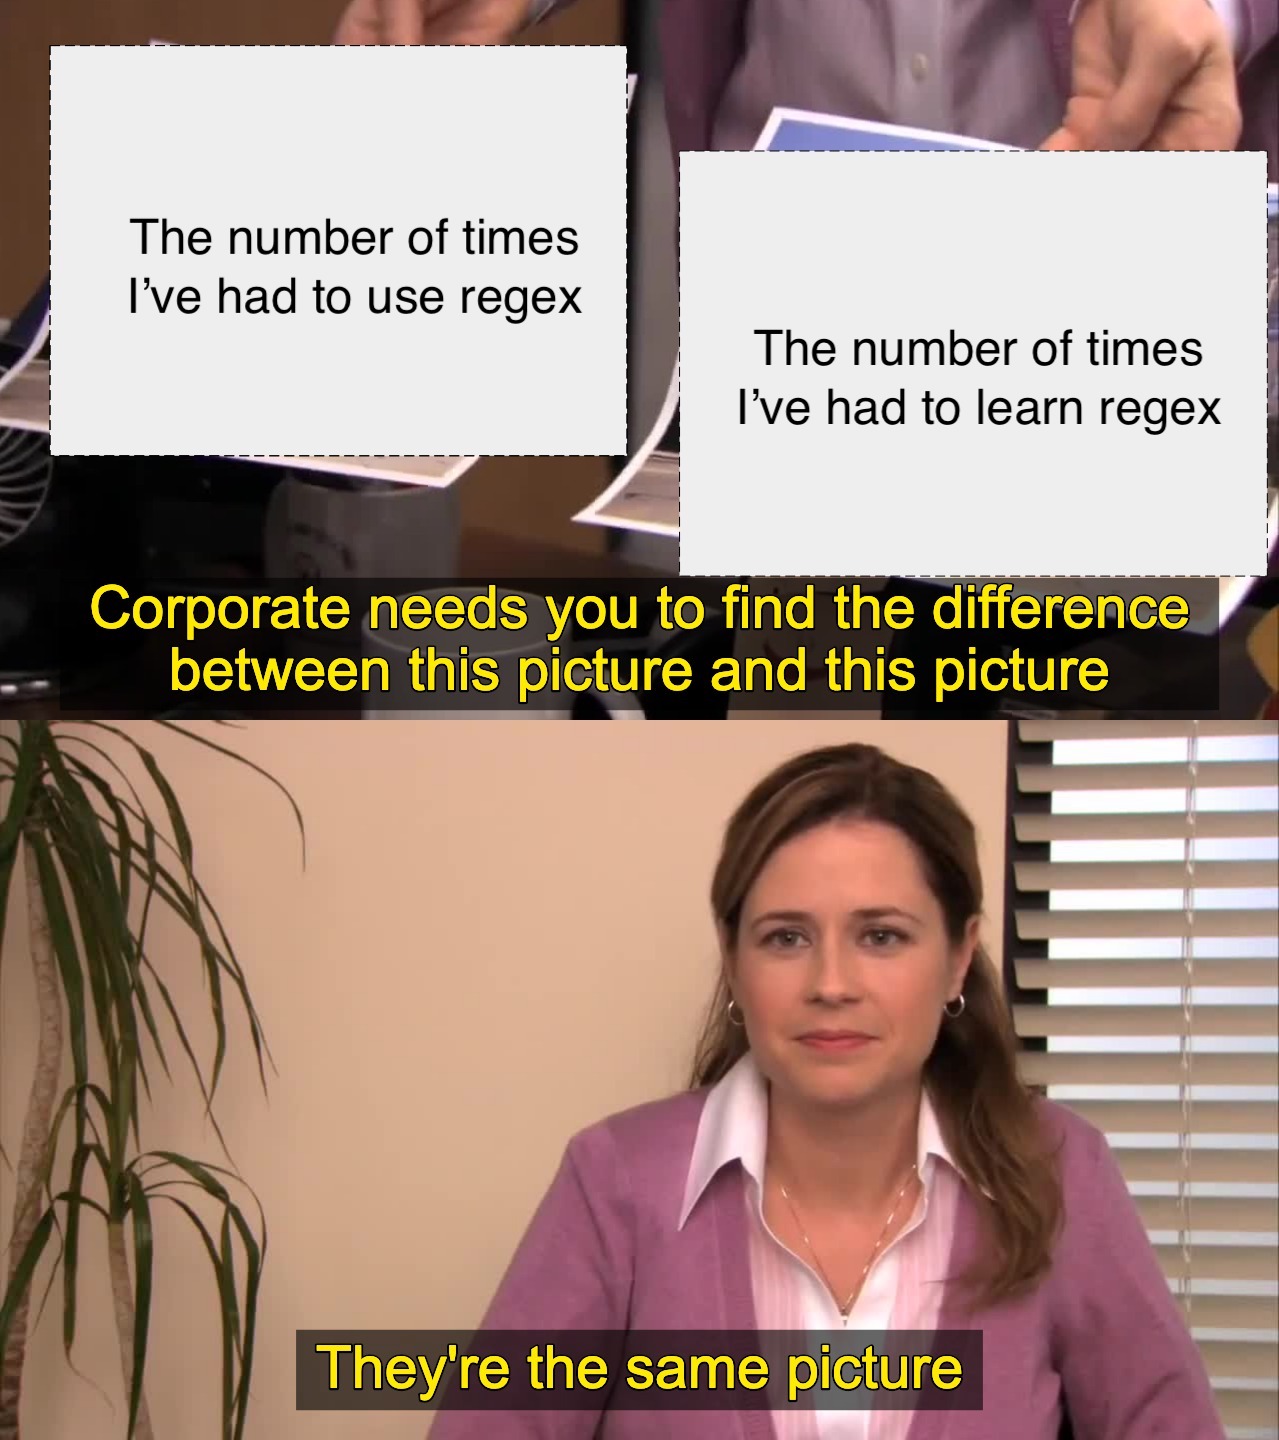 The number of times
I’ve had to use regex
The number of times
I’ve had to learn regex
Corporate needs you to find the difference
between this picture and this picture
They're the same picture